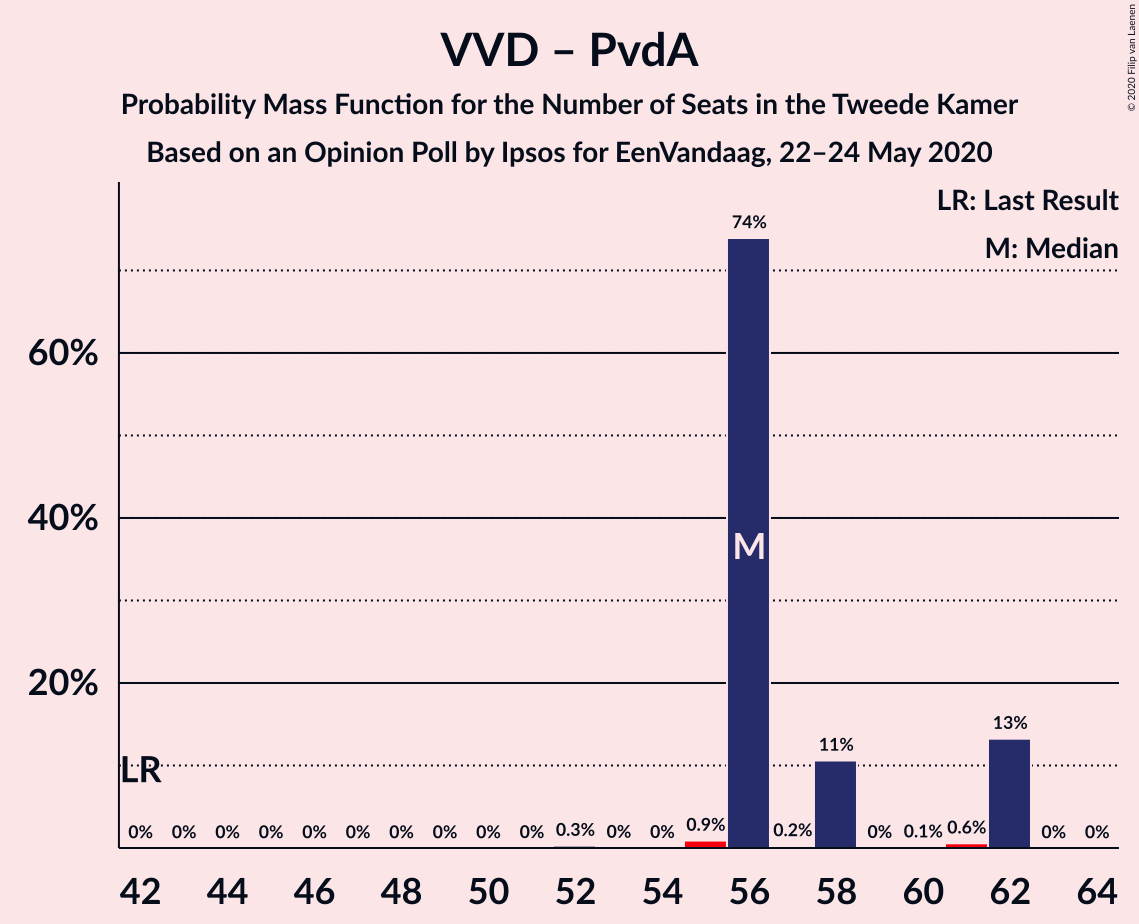 VVD – PvdA
Probability Mass Function for the Number of Seats in the Tweede Kamer
Based on an Opinion Poll by Ipsos for EenVandaag, 22–24 May 2020
© 2020 Filip van Laenen
LR: Last Result
M: Median
74%
60%
M
40%
20%
13%
11%
LR
0% 0% 0% 0% 0% 0% 0% 0% 0% 0% 0.3% 0% 0% 0.9% 0.2% 0% 0.1% 0.6% 0% 0%
42 44 46 48 50 52 54 56 58 60 62 64